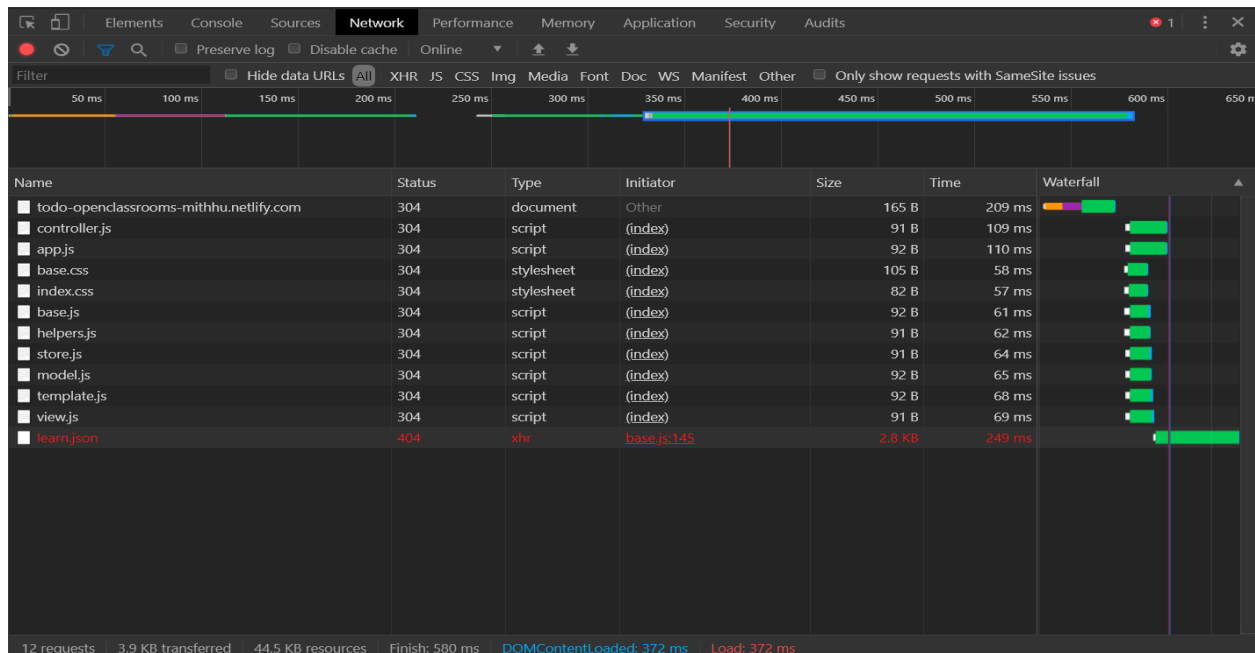 Elements Console Sources Network Performance Memory Application Security Audits 1
Preserve log Disable cache Online
Filter Hide data URLs All XHR JS CSS Img Media Font Doc WS Manifest Other Only show requests with SameSite issues
50 ms 100 ms 150 ms 200 ms 250 ms 300 ms 350 ms 400 ms 450 ms 500 ms 550 ms 600 ms 650 m
Name Status Type Initiator Size Time Waterfall
todo-openclassrooms-mithhu.netlify.com 304 document Other 165 B 209 ms
controller.js 304 script (index) 91 B 109 ms
app.js 304 script (index) 92 B 110 ms
base.css 304 stylesheet (index) 105 B 58 ms
index.css 304 stylesheet (index) 82 B 57 ms
base.js 304 script (index) 92 B 61 ms
helpers.js 304 script (index) 91 B 62 ms
store.js 304 script (index) 91 B 64 ms
model.js 304 script (index) 92 B 65 ms
template.js 304 script (index) 92 B 68 ms
view.js 304 script (index) 91 B 69 ms
learn.json 404 xhr base.js:145 2.8 KB 249 ms
12 requests 3.9 KB transferred 44.5 KB resources Finish: 580 ms DOMContentLoaded: 372 ms Load: 372 ms